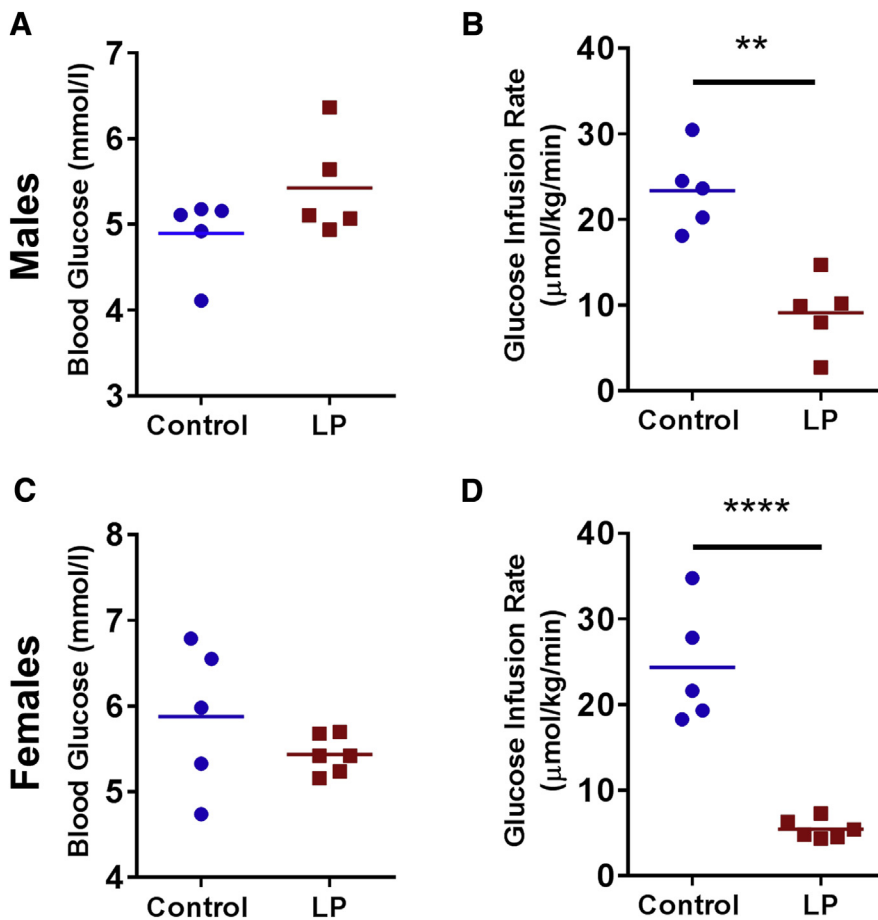 A
Males
Blood Glucose (mmol/l)
7
6
5
4
3
Control LP
B
Glucose Infusion Rate
(μmol/kg/min)
40
30
20
10
0
**
Control LP
C
Females
Blood Glucose (mmol/l)
8
7
6
5
4
Control LP
D
Glucose Infusion Rate
(μmol/kg/min)
40
30
20
10
0
****
Control LP